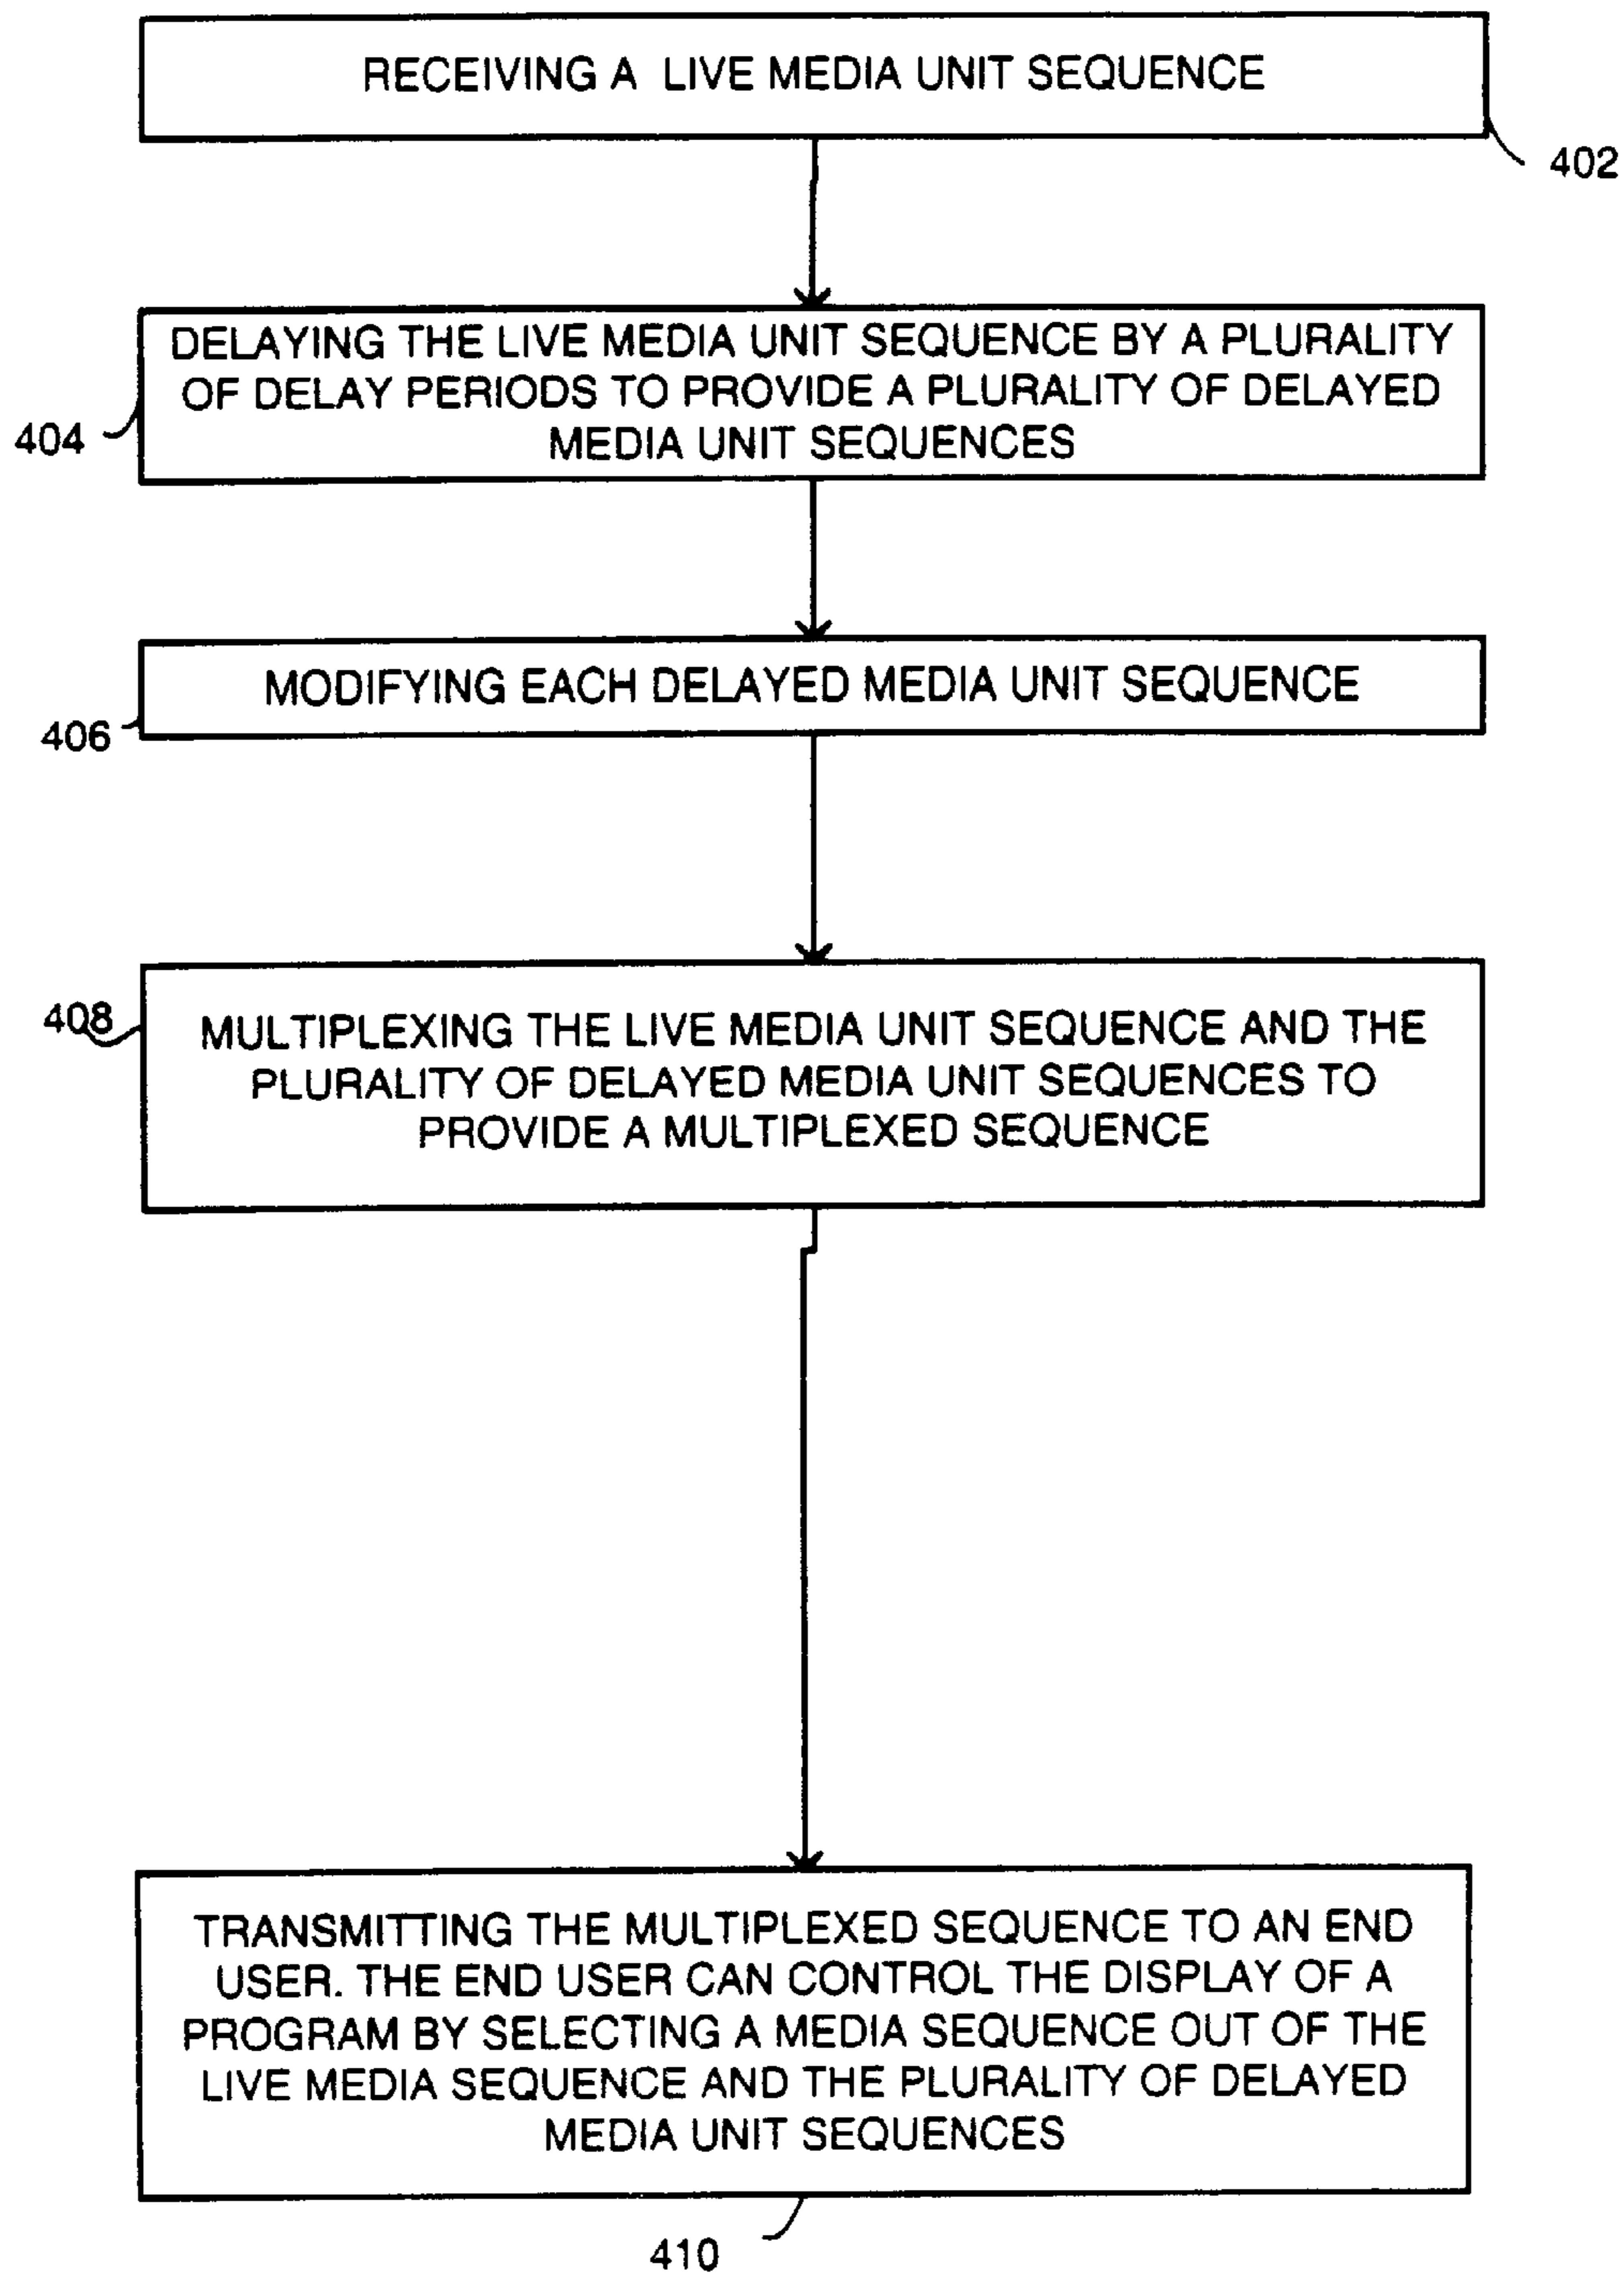 RECEIVING A LIVE MEDIA UNIT SEQUENCE
402
DELAYING THE LIVE MEDIA UNIT SEQUENCE BY A PLURALITY
OF DELAY PERIODS TO PROVIDE A PLURALITY OF DELAYED
MEDIA UNIT SEQUENCES
404
MODIFYING EACH DELAYED MEDIA UNIT SEQUENCE
406
408
MULTIPLEXING THE LIVE MEDIA UNIT SEQUENCE AND THE
PLURALITY OF DELAYED MEDIA UNIT SEQUENCES TO
PROVIDE A MULTIPLEXED SEQUENCE
TRANSMITTING THE MULTIPLEXED SEQUENCE TO AN END
USER. THE END USER CAN CONTROL THE DISPLAY OF A
PROGRAM BY SELECTING A MEDIA SEQUENCE OUT OF THE
LIVE MEDIA SEQUENCE AND THE PLURALITY OF DELAYED
MEDIA UNIT SEQUENCES
410